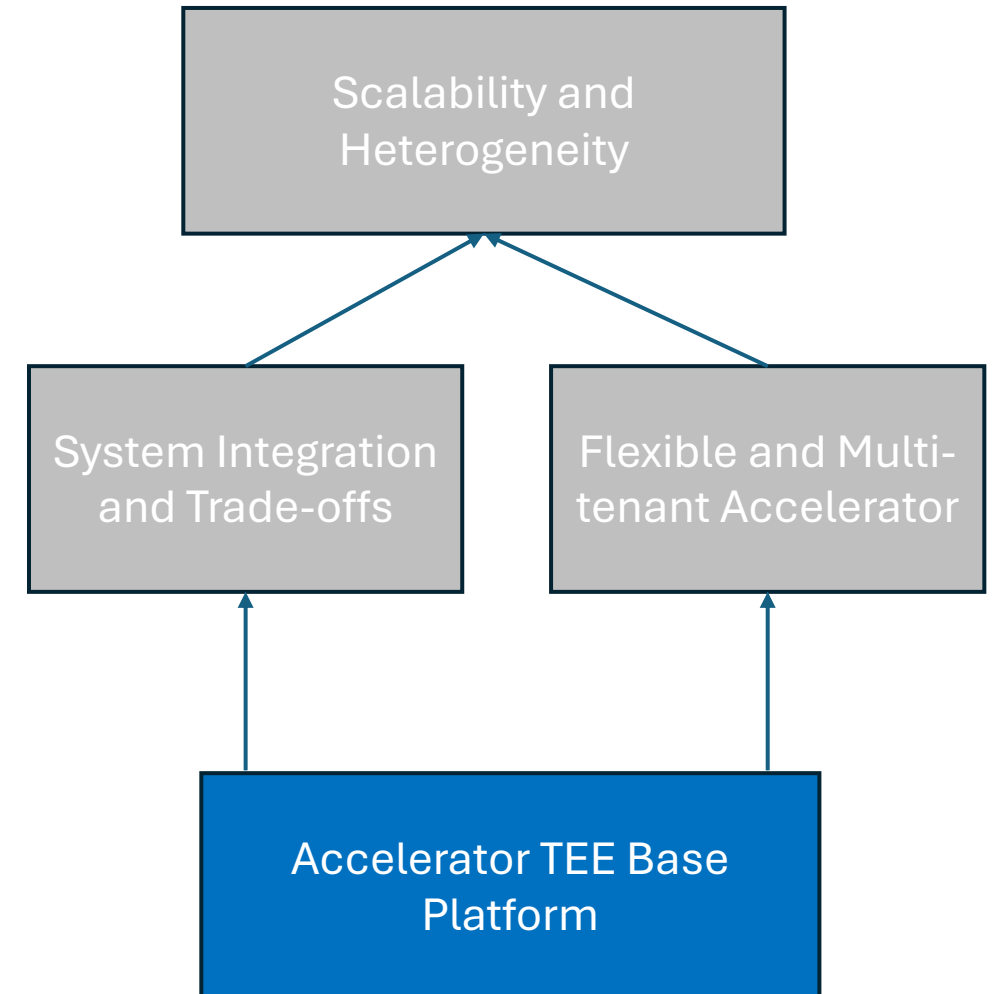 Scalability and
Heterogeneity
System Integration
and Trade-offs
Flexible and Multi-
tenant Accelerator
Accelerator TEE Base
Platform